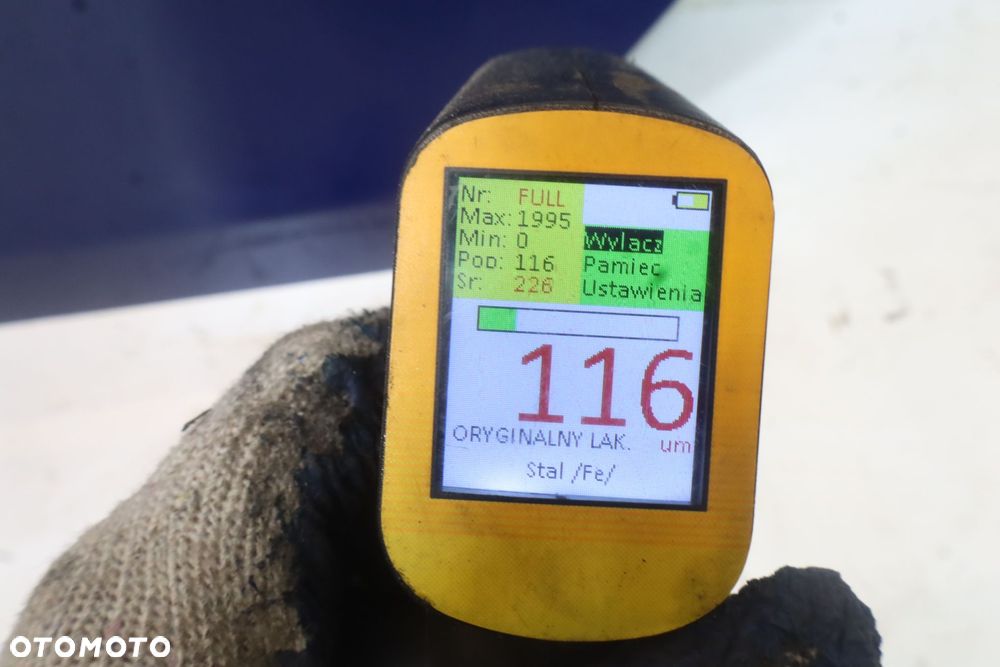 Nr: FULL
Max: 1995
Min: 0
Pop: 116
Sr: 226
Wylacz
Pamiec
Ustawienia
116
ORYGINALNY LAK. um
Stal /Fe/
OTOMOTO